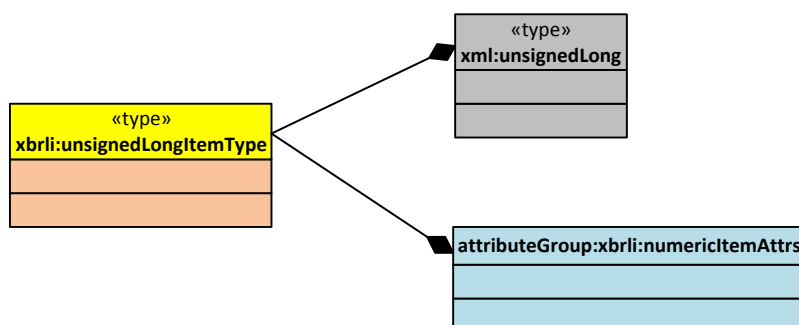 «type»
xml:unsignedLong
«type»
xbrli:unsignedLongItemType
attributeGroup:xbrli:numericItemAttrs